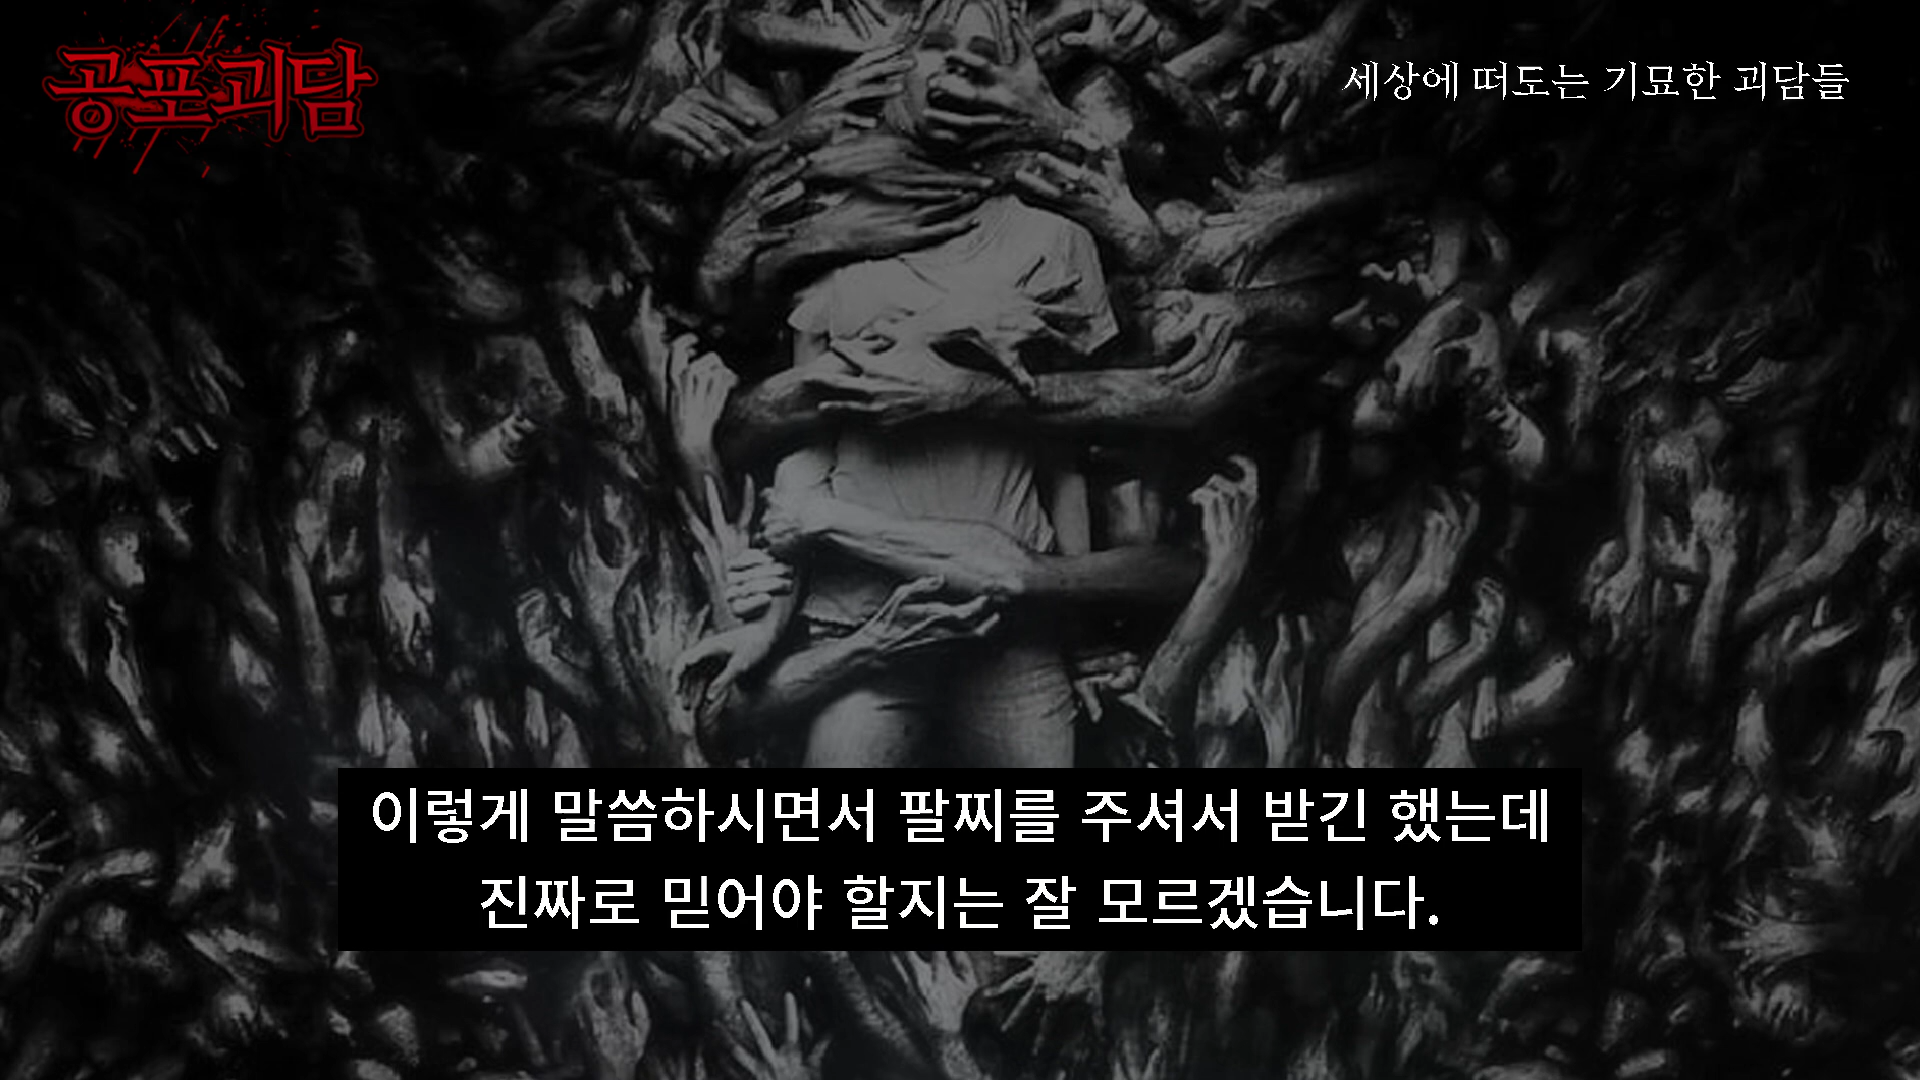 공포괴담
세상에 떠도는 기묘한 괴담들
이렇게 말씀하시면서 팔찌를 주셔서 받긴 했는데
진짜로 믿어야 할지는 잘 모르겠습니다.